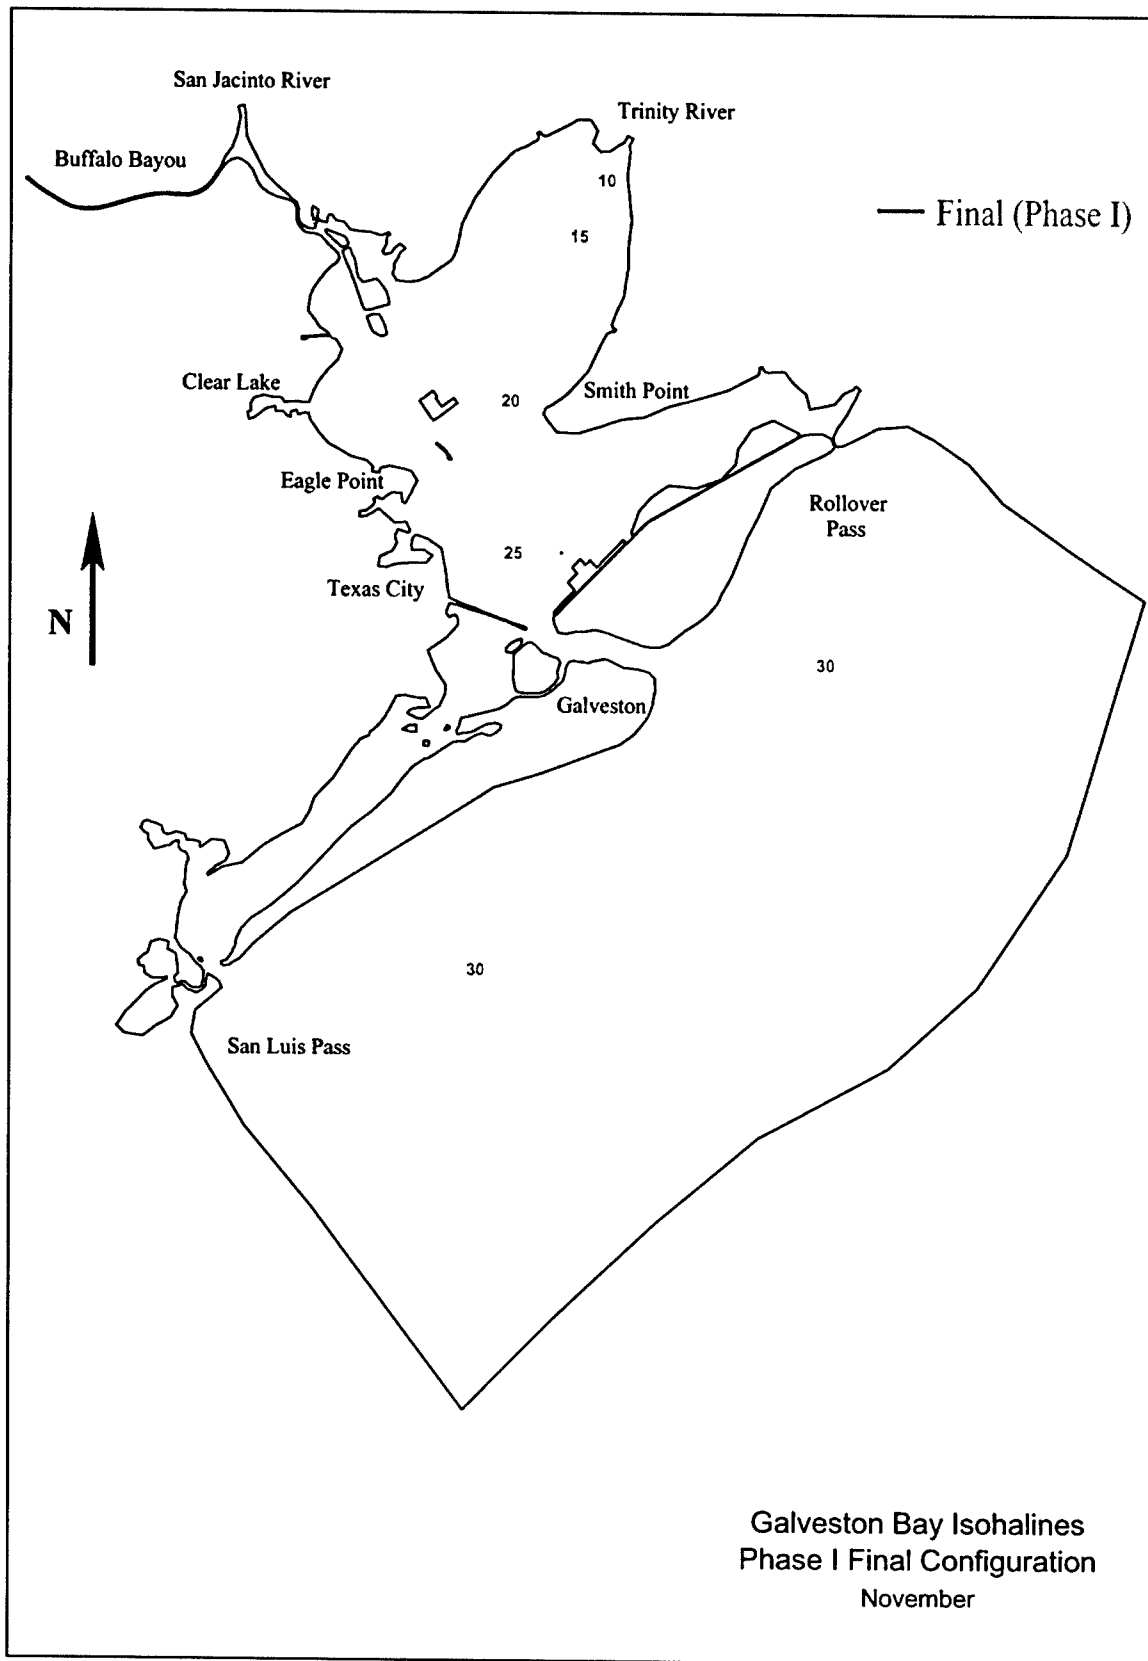 San Jacinto River
Trinity River
Buffalo Bayou
10
Final (Phase I)
15
Clear Lake
Smith Point
20
Eagle Point
Rollover
Pass
25
Texas City
N
30
Galveston
30
San Luis Pass
Galveston Bay Isohalines
Phase I Final Configuration
November